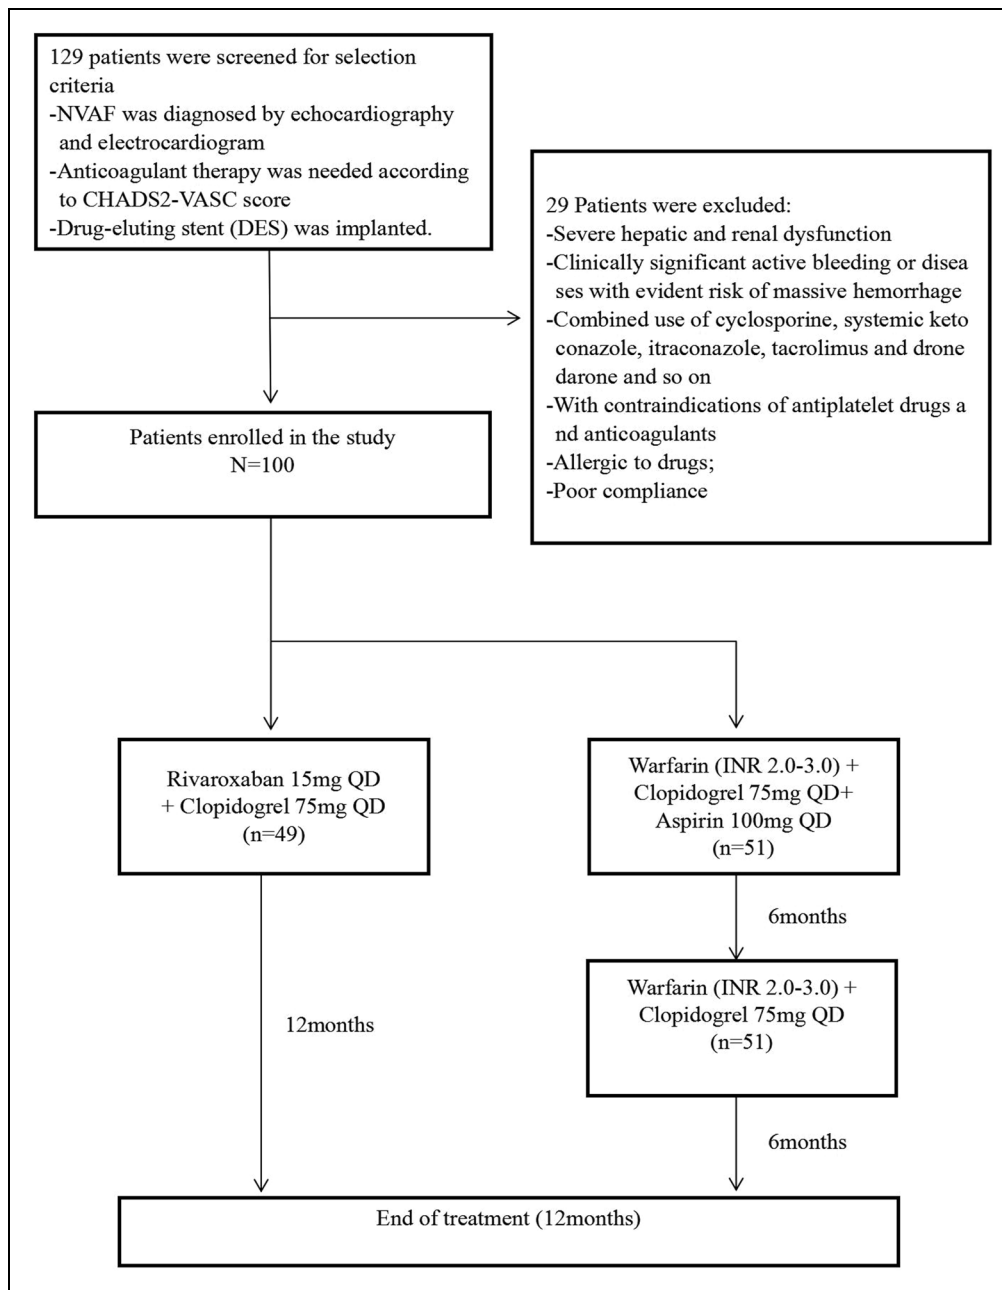 129 patients were screened for selection
criteria
-NVAF was diagnosed by echocardiography
and electrocardiogram
-Anticoagulant therapy was needed according
to CHADS2-VASC score
-Drug-eluting stent (DES) was implanted.
29 Patients were excluded:
-Severe hepatic and renal dysfunction
-Clinically significant active bleeding or disea
ses with evident risk of massive hemorrhage
-Combined use of cyclosporine, systemic keto
conazole, itraconazole, tacrolimus and drone
darone and so on
-With contraindications of antiplatelet drugs a
nd anticoagulants
-Allergic to drugs;
-Poor compliance
Patients enrolled in the study
N=100
Rivaroxaban 15mg QD
+ Clopidogrel 75mg QD
(n=49)
Warfarin (INR 2.0-3.0) +
Clopidogrel 75mg QD+
Aspirin 100mg QD
(n=51)
6months
Warfarin (INR 2.0-3.0) +
Clopidogrel 75mg QD
(n=51)
12months
6months
End of treatment (12months)